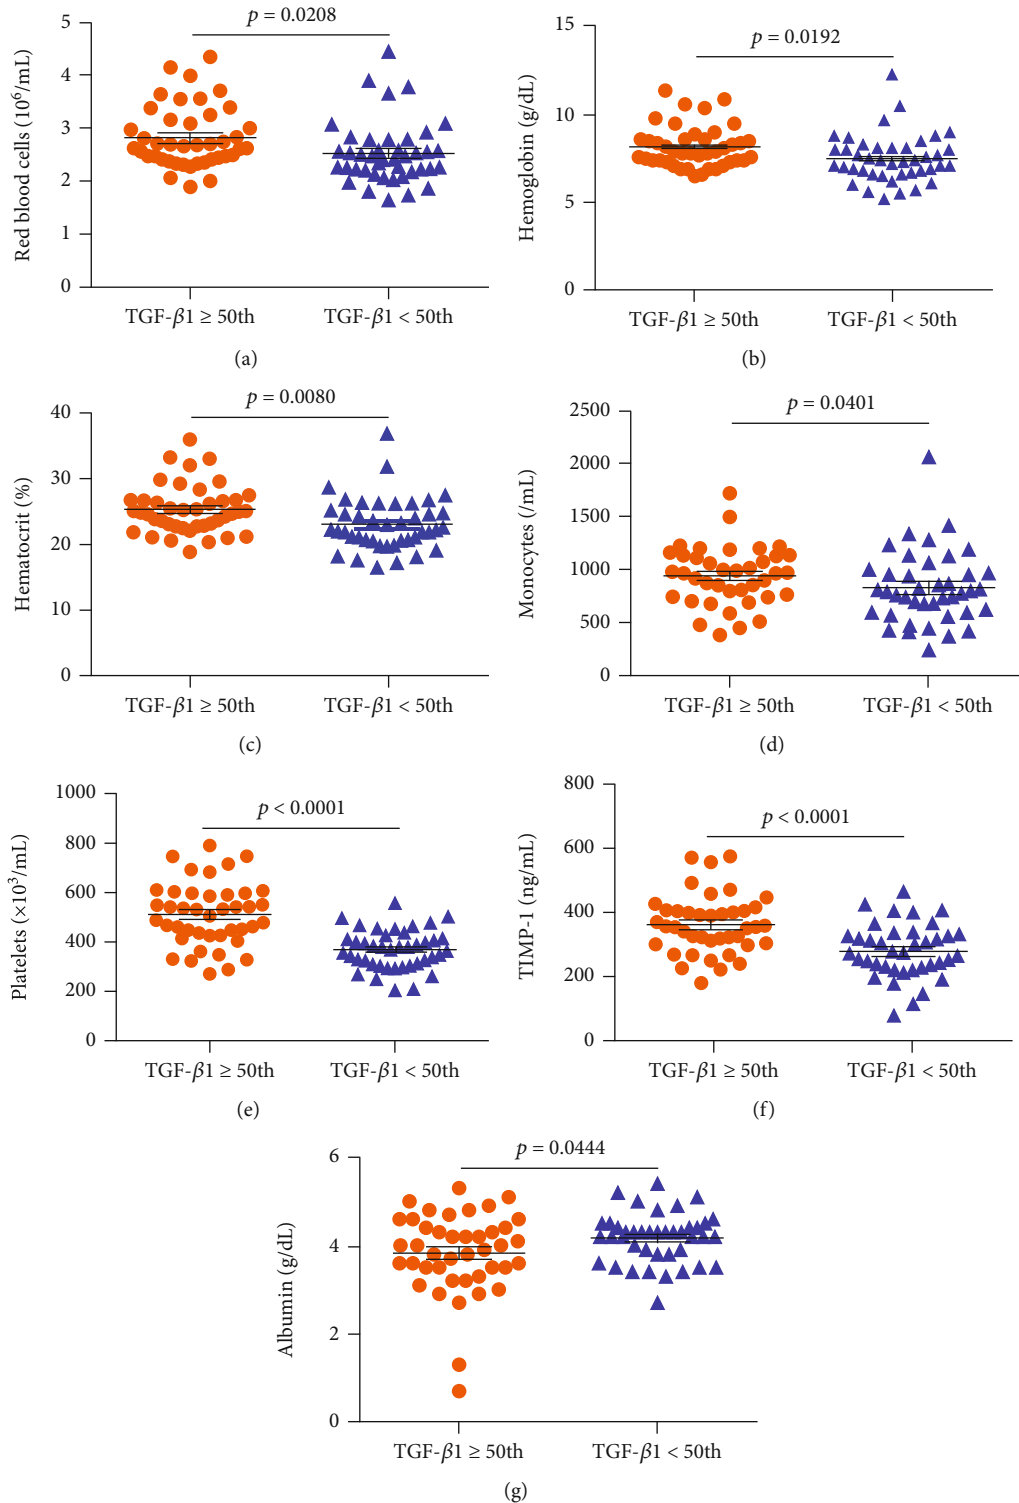 p = 0.0208
5
4
3
2
1
0
Red blood cells (10⁶/mL)
TGF-β1 ≥ 50th
TGF-β1 < 50th
(a)
p = 0.0192
15
10
5
0
Hemoglobin (g/dL)
TGF-β1 ≥ 50th
TGF-β1 < 50th
(b)
p = 0.0080
40
30
20
10
0
Hematocrit (%)
TGF-β1 ≥ 50th
TGF-β1 < 50th
(c)
p = 0.0401
2500
2000
1500
1000
500
0
Monocytes (/mL)
TGF-β1 ≥ 50th
TGF-β1 < 50th
(d)
p < 0.0001
1000
800
600
400
200
0
Platelets (×10³/mL)
TGF-β1 ≥ 50th
TGF-β1 < 50th
(e)
p < 0.0001
800
600
400
200
0
TIMP-1 (ng/mL)
TGF-β1 ≥ 50th
TGF-β1 < 50th
(f)
p = 0.0444
6
4
2
0
Albumin (g/dL)
TGF-β1 ≥ 50th
TGF-β1 < 50th
(g)